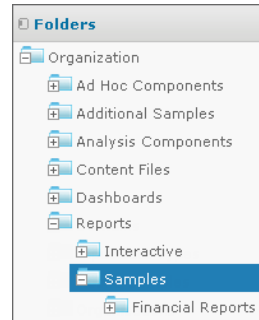 Folders
Organization
Ad Hoc Components
Additional Samples
Analysis Components
Content Files
Dashboards
Reports
Interactive
Samples
Financial Reports